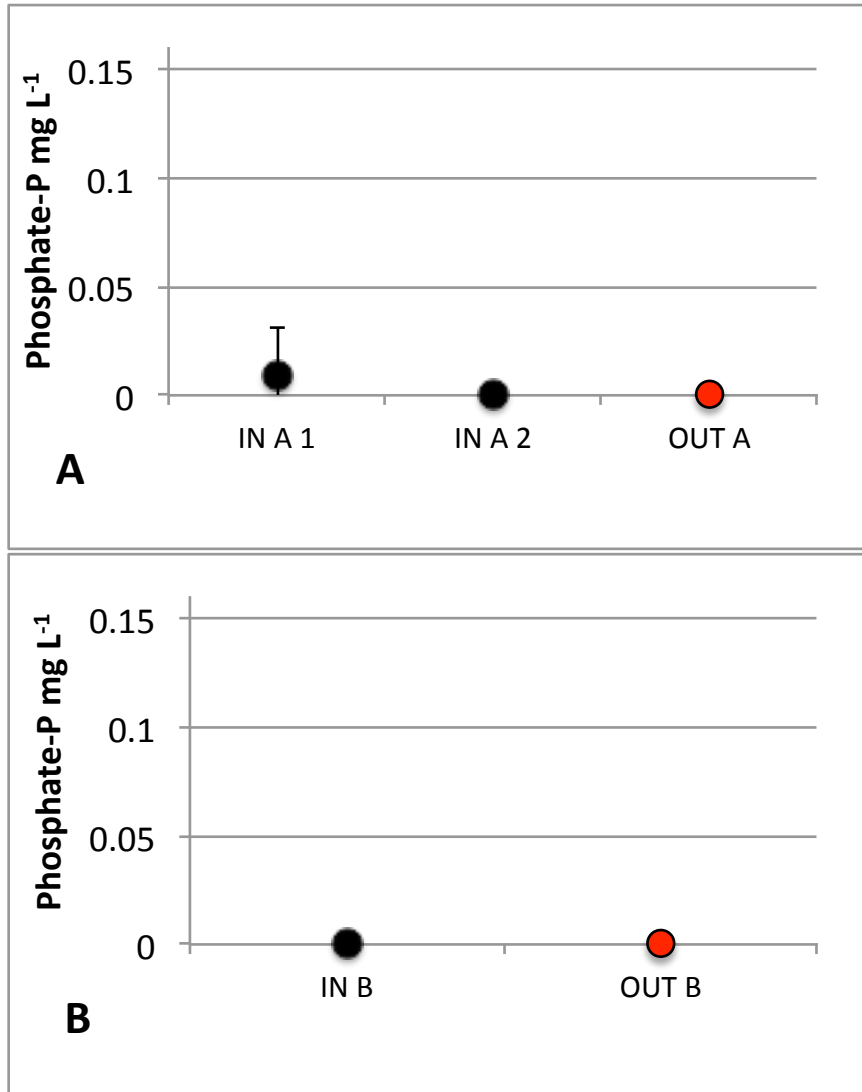 Phosphate-P mg L-1
0.15
0.1
0.05
0
IN A 1 IN A 2 OUT A
A
Phosphate-P mg L-1
0.15
0.1
0.05
0
IN B OUT B
B